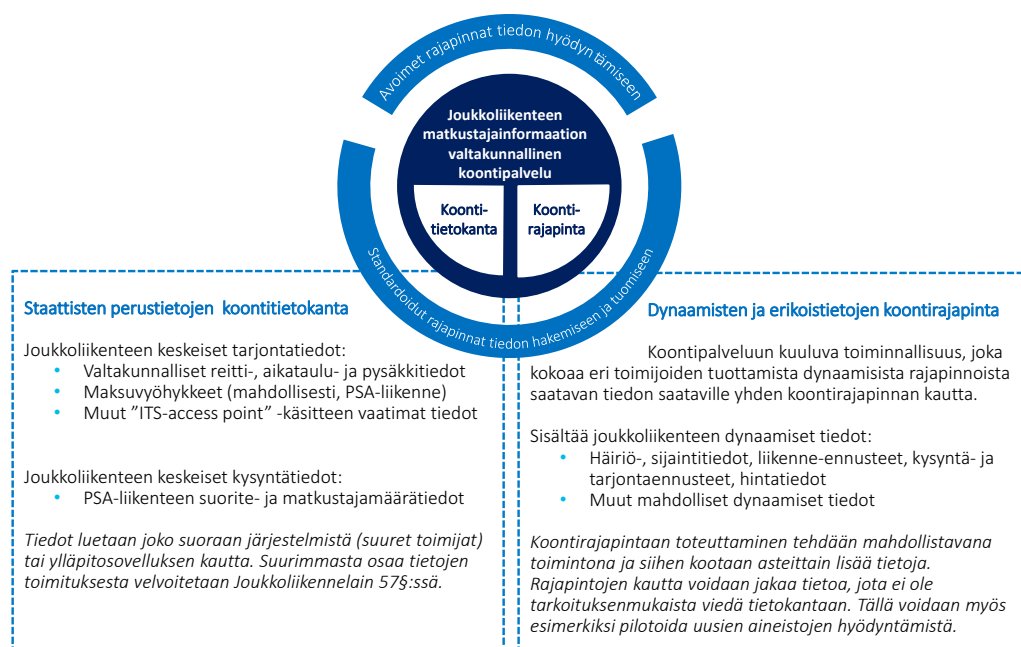 Avoimet rajapinnat tiedon hyödyntämiseen
Joukkoliikenteen
matkustajainformaation
valtakunnallinen
koontipalvelu
Koonti-
tietokanta
Koonti-
rajapinta
Standardoidut rajapinnat tiedon hakemiseen ja tuomiseen
Staattisten perustietojen koontitietokanta
Joukkoliikenteen keskeiset tarjontatiedot:
• Valtakunnalliset reitti-, aikataulu- ja pysäkkitiedot
• Maksuvyöhykkeet (mahdollisesti, PSA-liikenne)
• Muut ”ITS-access point” -käsitteen vaatimat tiedot
Joukkoliikenteen keskeiset kysyntätiedot:
• PSA-liikenteen suorite- ja matkustajamäärätiedot
Tiedot luetaan joko suoraan järjestelmistä (suuret toimijat)
tai ylläpitosovelluksen kautta. Suurimmasta osaa tietojen
toimituksesta velvoitetaan Joukkoliikennelain 57§:ssä.
Dynaamisten ja erikoistietojen koontirajapinta
Koontipalveluun kuuluva toiminnallisuus, joka
kokoaa eri toimijoiden tuottamista dynaamisista rajapinnoista
saatavan tiedon saataville yhden koontirajapinnan kautta.
Sisältää joukkoliikenteen dynaamiset tiedot:
• Häiriö-, sijaintitiedot, liikenne-ennusteet, kysyntä- ja
tarjontaennusteet, hintatiedot
• Muut mahdolliset dynaamiset tiedot
Koontirajapintaan toteuttaminen tehdään mahdollistavana
toimintona ja siihen kootaan asteittain lisää tietoja.
Rajapintojen kautta voidaan jakaa tietoa, jota ei ole
tarkoituksenmukaista viedä tietokantaan. Tällä voidaan myös
esimerkiksi pilotoida uusien aineistojen hyödyntämistä.